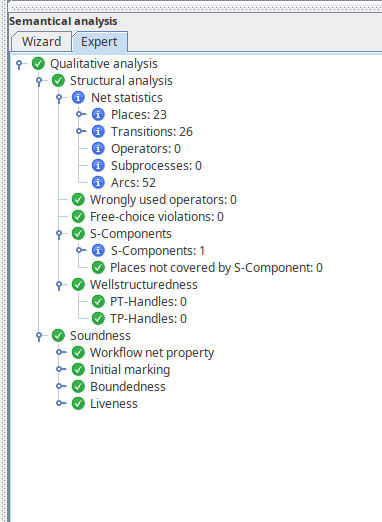 Semantical analysis
Wizard
Expert
Qualitative analysis
Structural analysis
Net statistics
Places: 23
Transitions: 26
Operators: 0
Subprocesses: 0
Arcs: 52
Wrongly used operators: 0
Free-choice violations: 0
S-Components
S-Components: 1
Places not covered by S-Component: 0
Wellstructuredness
PT-Handles: 0
TP-Handles: 0
Soundness
Workflow net property
Initial marking
Boundedness
Liveness